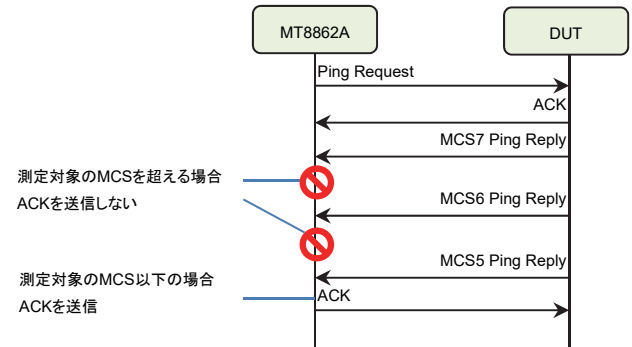 MT8862A
DUT
Ping Request
ACK
MCS7 Ping Reply
測定対象のMCSを超える場合
ACKを送信しない
MCS6 Ping Reply
MCS5 Ping Reply
測定対象のMCS以下の場合
ACKを送信
ACK